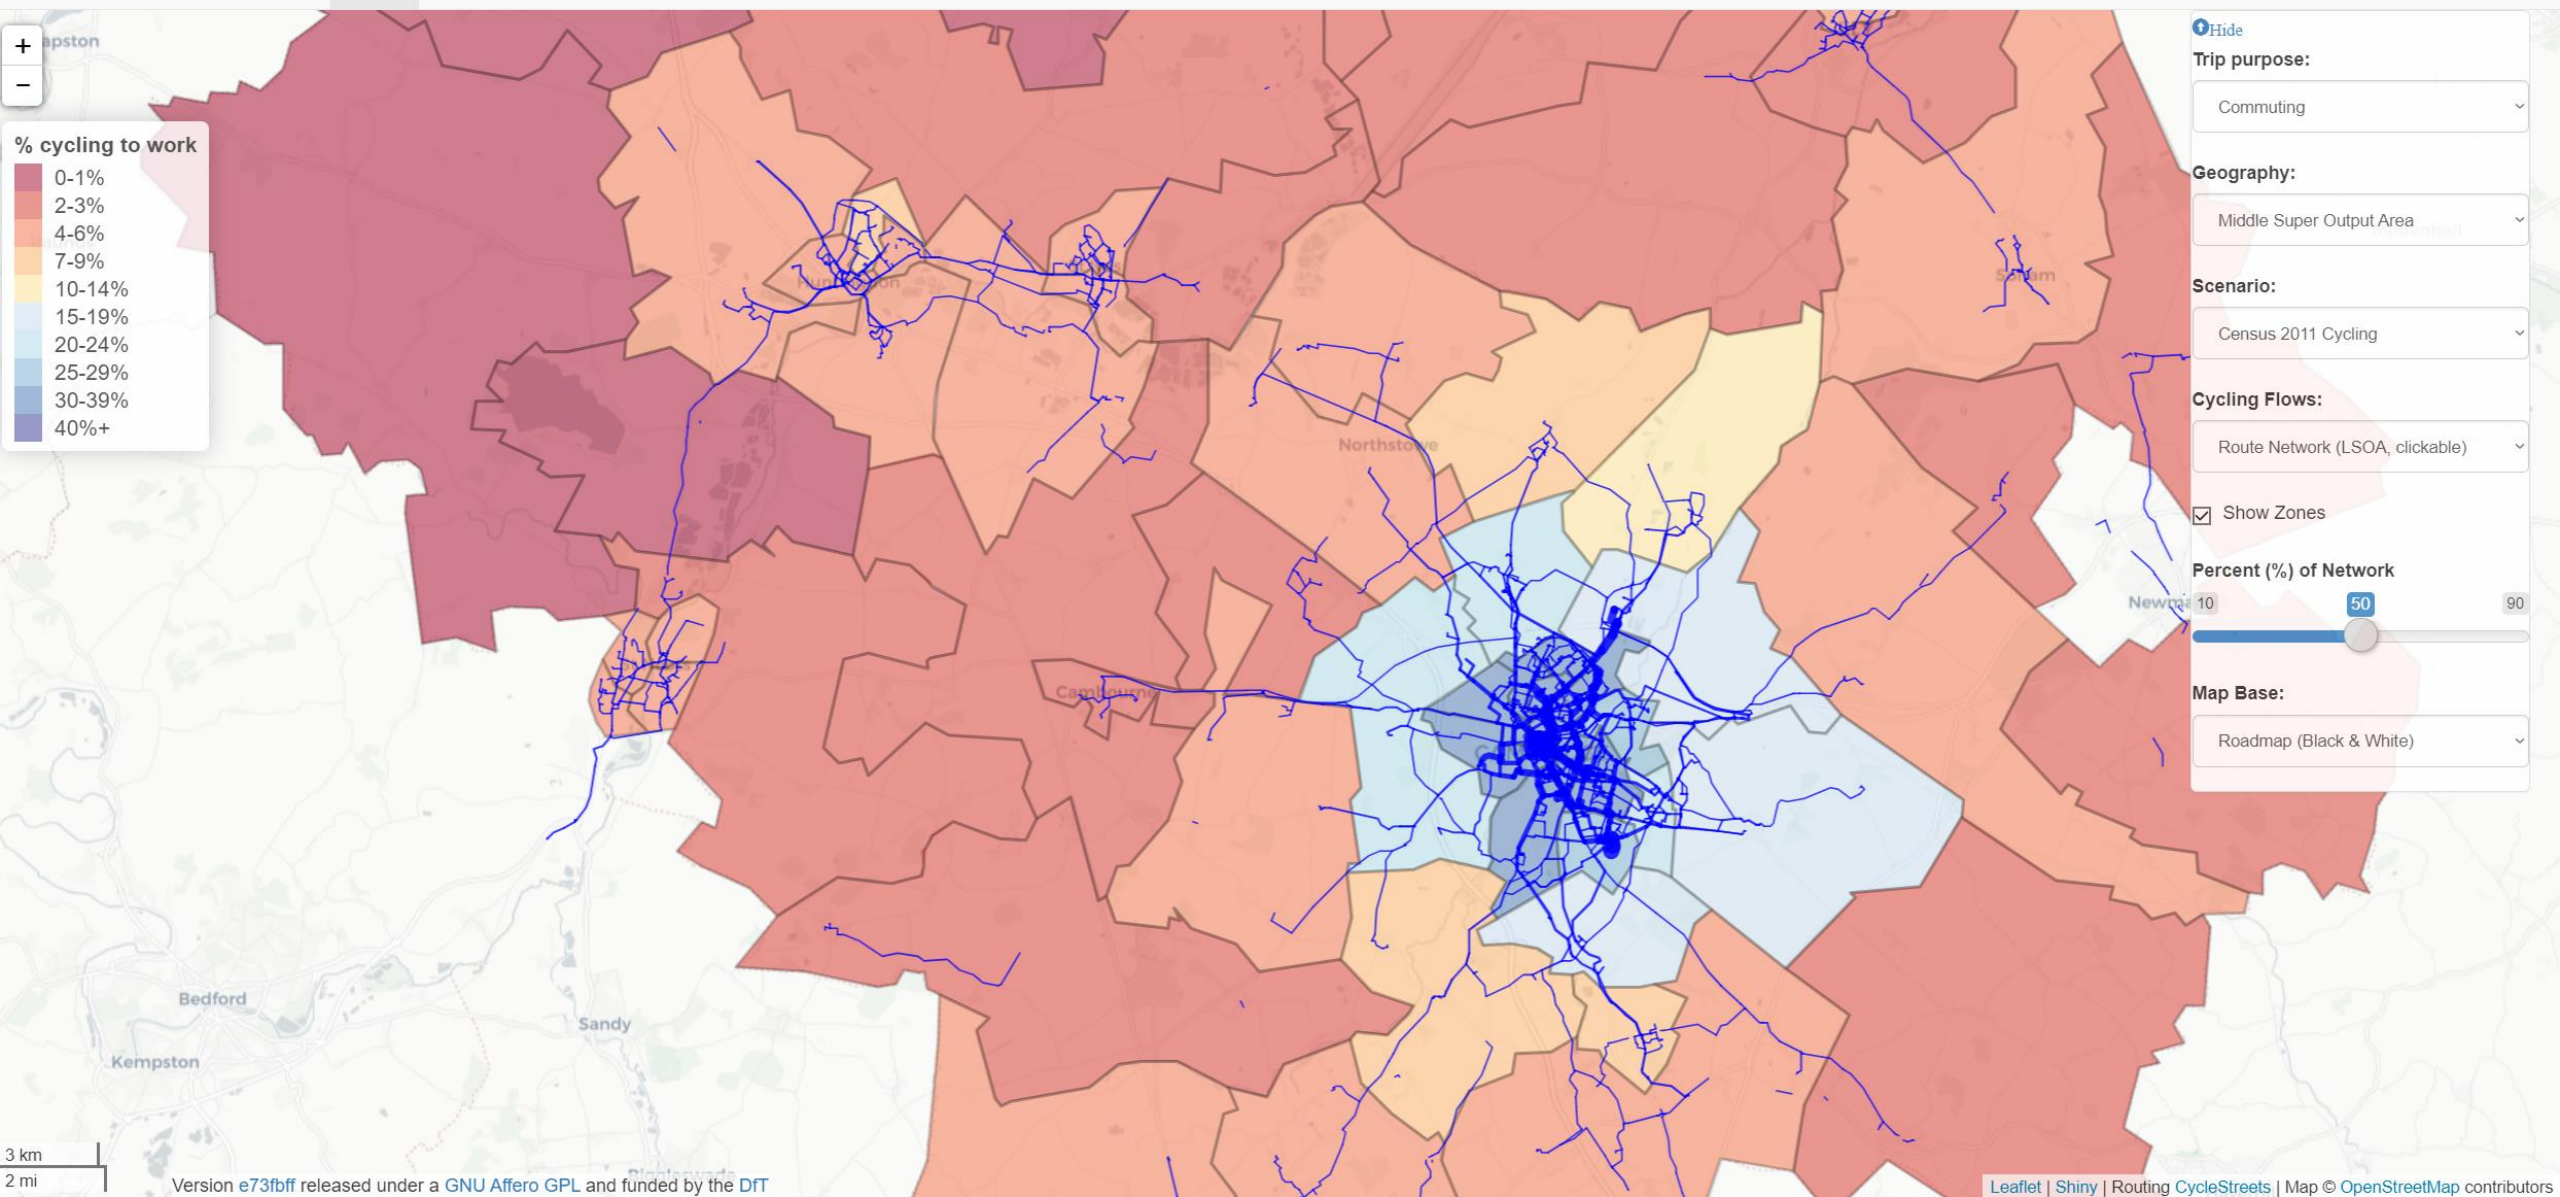 apston
+
−
% cycling to work
0-1%
2-3%
4-6%
7-9%
10-14%
15-19%
20-24%
25-29%
30-39%
40%+
Northstowe
Cambourne
Bedford
Kempston
Sandy
Hide
Trip purpose:
Commuting
Geography:
Middle Super Output Area
Scenario:
Census 2011 Cycling
Cycling Flows:
Route Network (LSOA, clickable)
Show Zones
Percent (%) of Network
Newma
10
50
90
Map Base:
Roadmap (Black & White)
3 km
2 mi
Version e73fbff released under a GNU Affero GPL and funded by the DfT
Leaflet | Shiny | Routing CycleStreets | Map © OpenStreetMap contributors